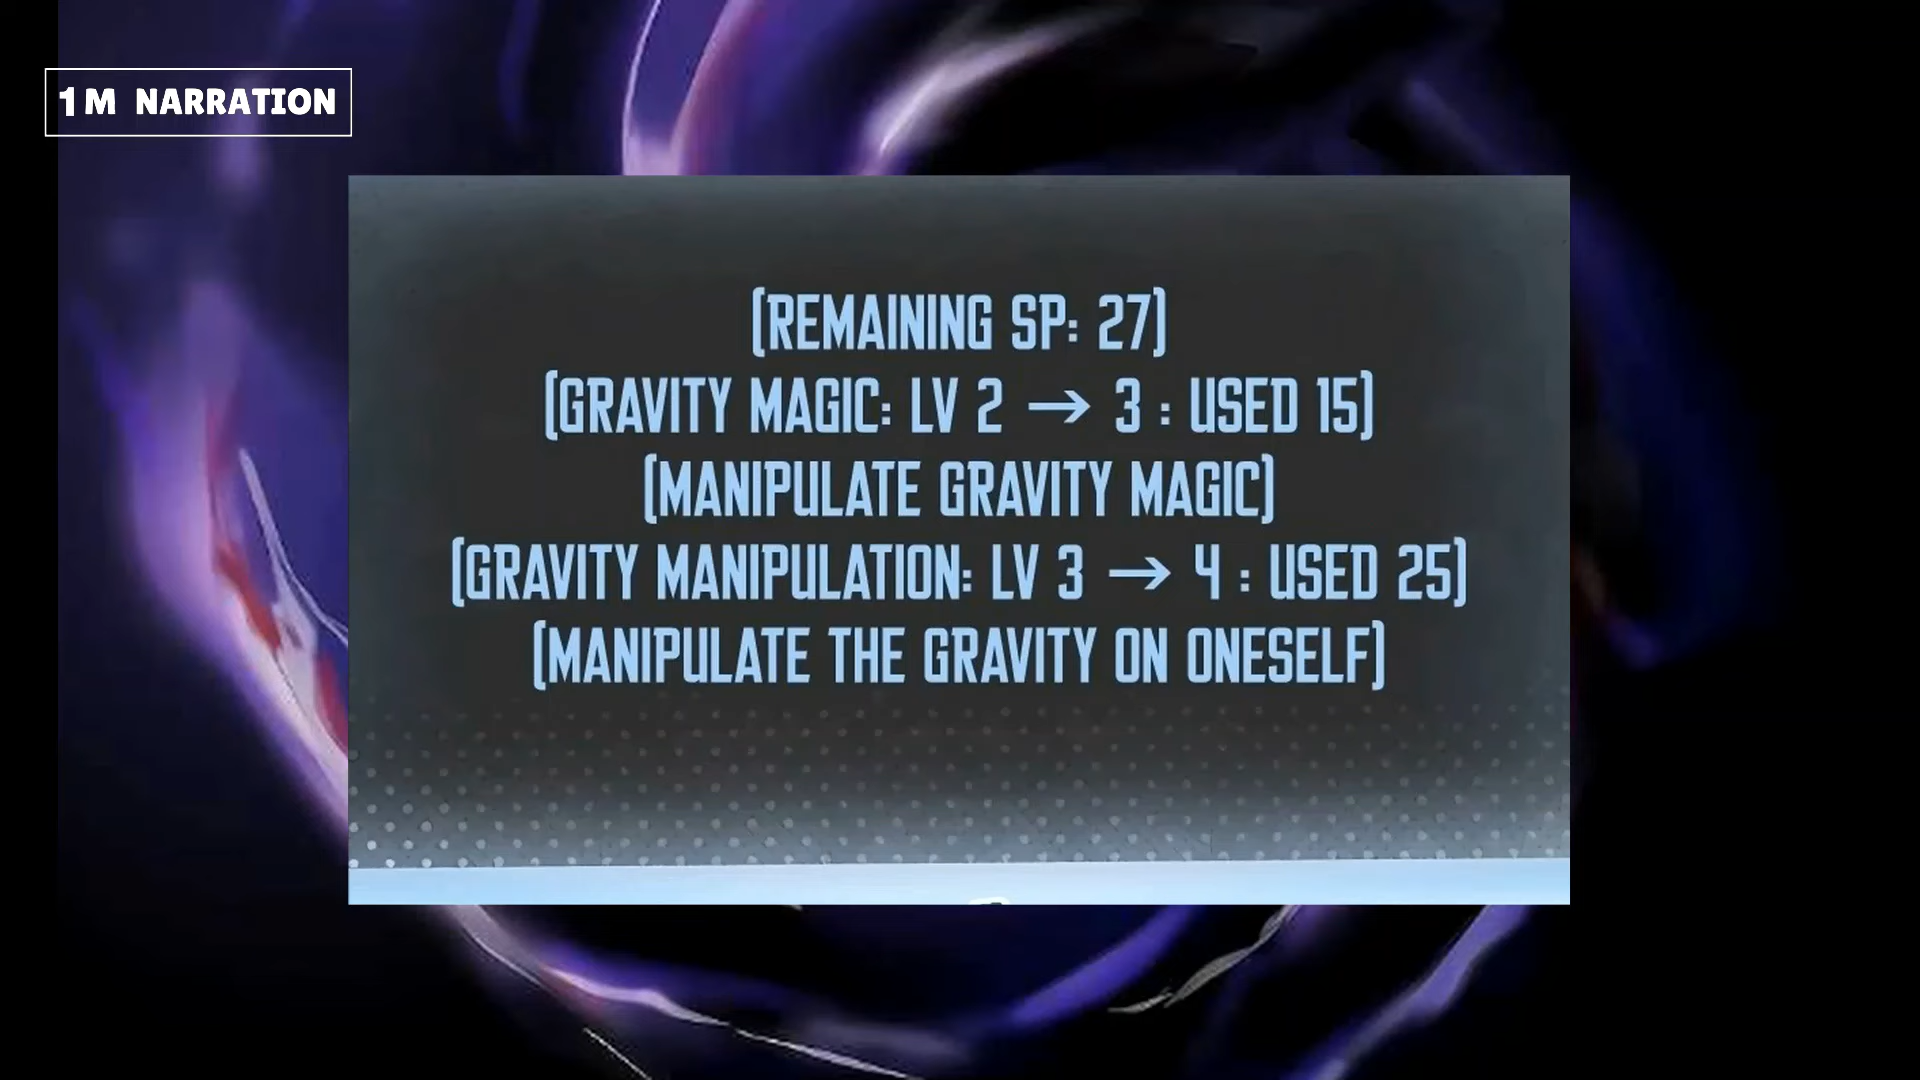 1M NARRATION
[REMAINING SP: 27]
[GRAVITY MAGIC: LV 2 → 3 : USED 15]
[MANIPULATE GRAVITY MAGIC]
[GRAVITY MANIPULATION: LV 3 → 4 : USED 25]
[MANIPULATE THE GRAVITY ON ONESELF]